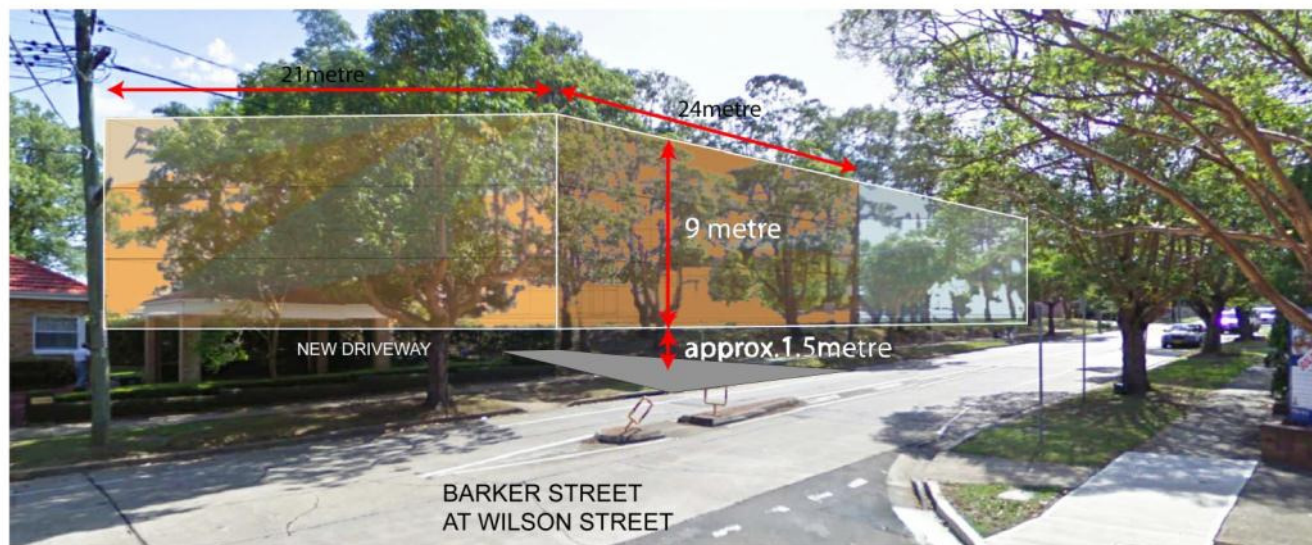 21metre
24metre
9 metre
approx.1.5metre
NEW DRIVEWAY
BARKER STREET
AT WILSON STREET